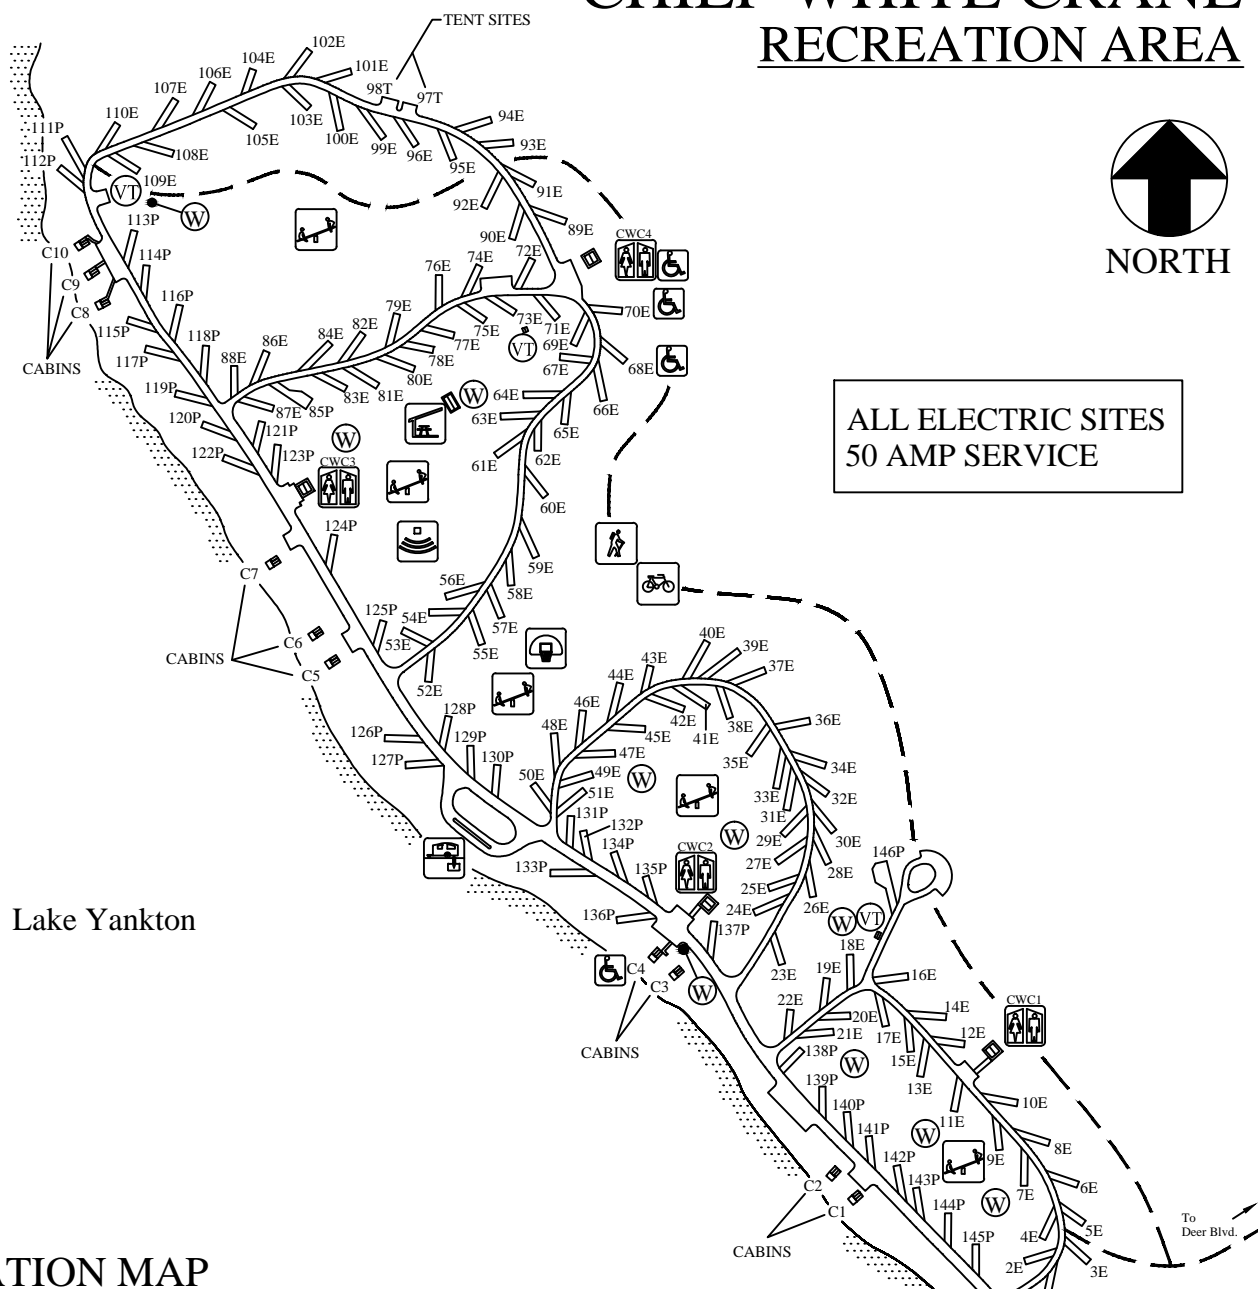 CHIEF WHITE CRANE
RECREATION AREA
TENT SITES
102E
104E
101E
106E
98T
97T
107E
110E
103E
94E
111P
105E
100E
99E
96E
93E
112P
108E
95E
109E
VT
91E
W
92E
113P
89E
90E
CWC4
C10
114P
74E
72E
76E
C9
116P
79E
C8
82E
70E
84E
75E
73E
71E
115P
118P
86E
77E
69E
117P
88E
VT
78E
67E
68E
CABINS
80E
119P
83E
81E
64E
W
87E
85P
63E
66E
120P
121P
65E
W
122P
123P
61E
62E
CWC3
60E
124P
C7
59E
56E
58E
125P
54E
57E
C6
53E
55E
CABINS
C5
52E
NORTH
ALL ELECTRIC SITES
50 AMP SERVICE
40E
39E
43E
37E
44E
46E
128P
42E
38E
36E
48E
45E
41E
126P
129P
47E
35E
127P
130P
50E
49E
W
34E
51E
33E
32E
131P
31E
132P
W
29E
30E
134P
CWC2
27E
146P
133P
135P
28E
25E
24E
26E
136P
W
VT
Lake Yankton
137P
18E
C4
19E
23E
16E
C3
W
22E
CWC1
20E
14E
17E
21E
12E
CABINS
138P
15E
W
139P
13E
140P
10E
11E
141P
W
8E
142P
9E
C2
143P
7E
6E
W
C1
144P
To
Deer Blvd.
145P
4E
5E
CABINS
2E
3E
ATION MAP